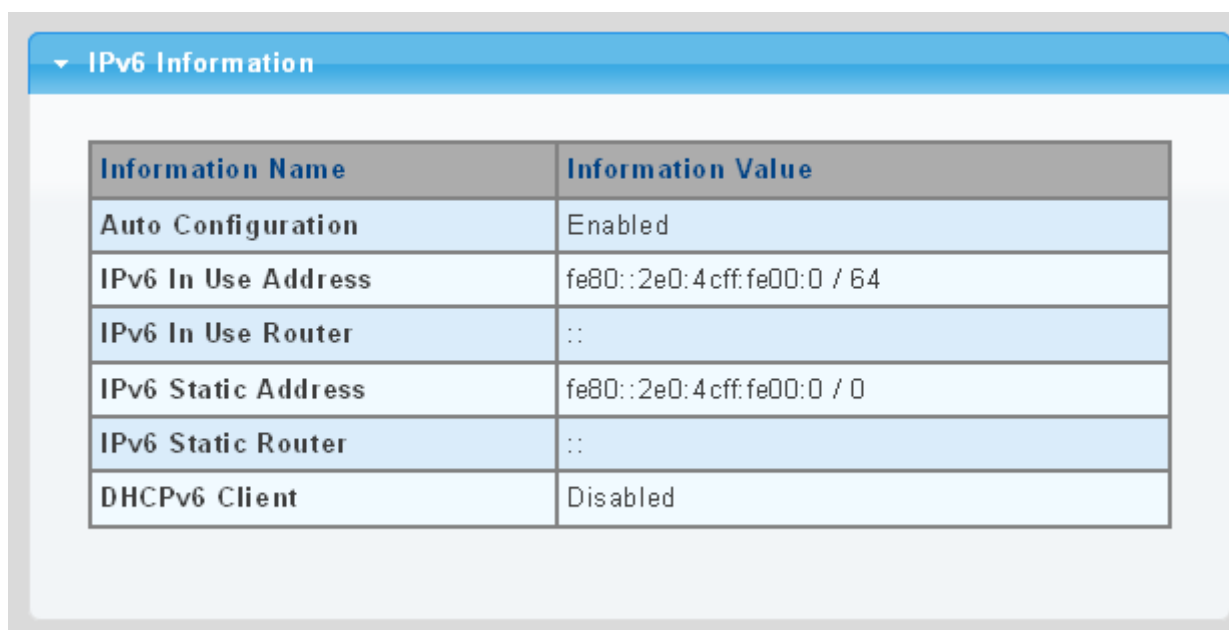 IPv6 Information
Information Name Information Value
Auto Configuration Enabled
IPv6 In Use Address fe80::2e0:4cff:fe00:0 / 64
IPv6 In Use Router ::
IPv6 Static Address fe80::2e0:4cff:fe00:0 / 0
IPv6 Static Router ::
DHCPv6 Client Disabled